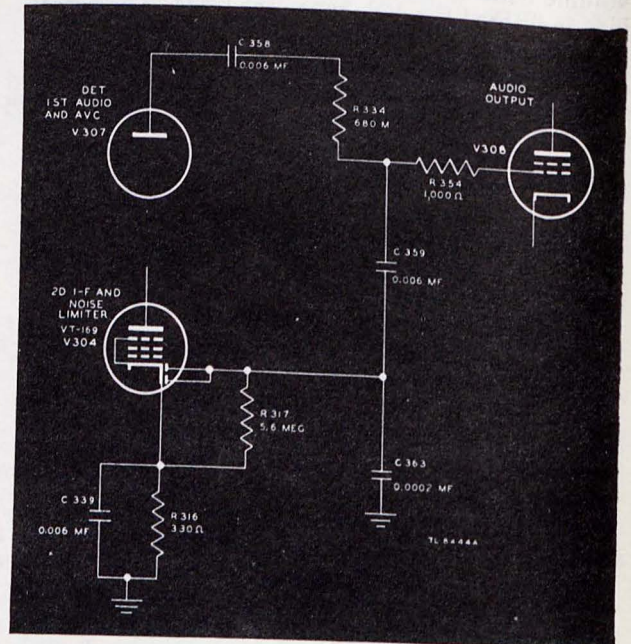 C 358
0.006 MF
DET
1ST AUDIO
AND AVC
V307
R 334
680 M
AUDIO
OUTPUT
V308
R 354
1,000 Ω
C 359
0.006 MF
2D I-F AND
NOISE
LIMITER
VT-169
V304
R 317
5.6 MEG
C 363
0.0002 MF
C 339
0.006 MF
R 316
330 Ω